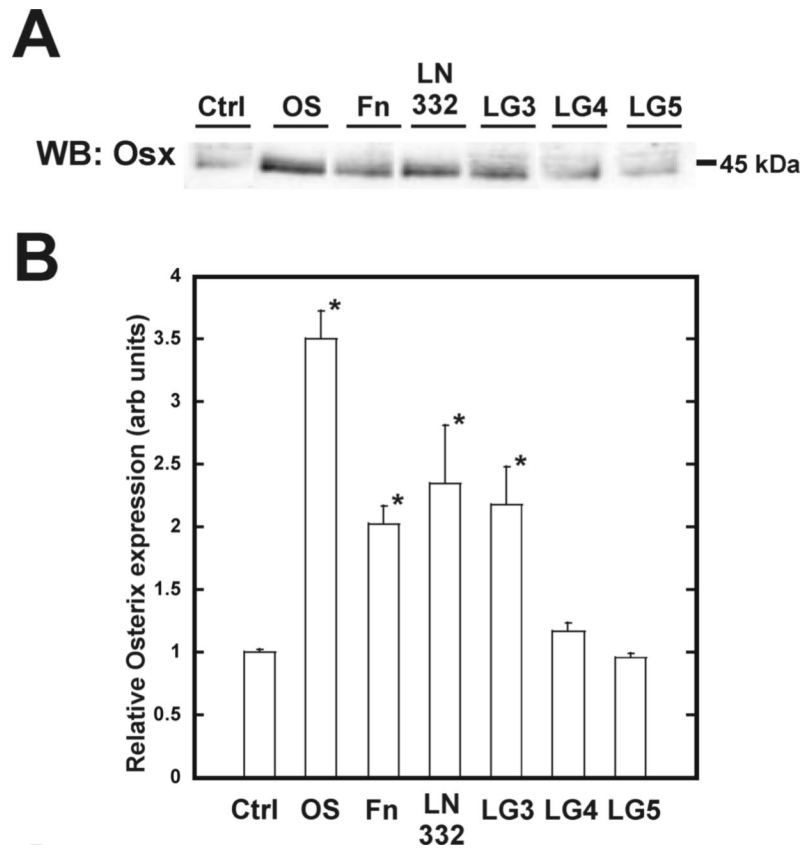 A
Ctrl OS Fn LN 332 LG3 LG4 LG5
WB: Osx
45 kDa
B
Relative Osterix expression (arb units)
4
3.5
3
2.5
2
1.5
1
0.5
0
*
*
*
*
Ctrl OS Fn LN 332 LG3 LG4 LG5